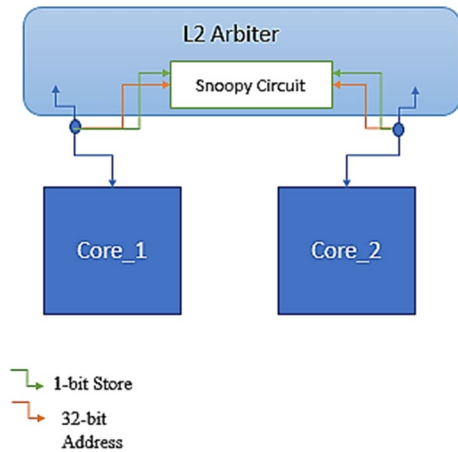 L2 Arbiter
Snoopy Circuit
Core_1
Core_2
1-bit Store
32-bit
Address